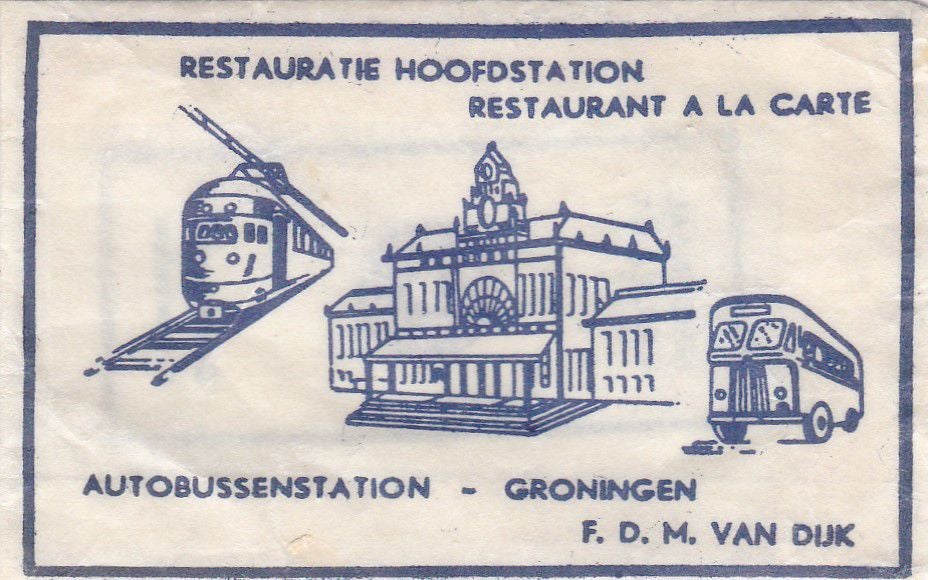 RESTAURATIE HOOFDSTATION
RESTAURANT A LA CARTE
AUTOBUSSENSTATION - GRONINGEN
F. D. M. VAN DIJK